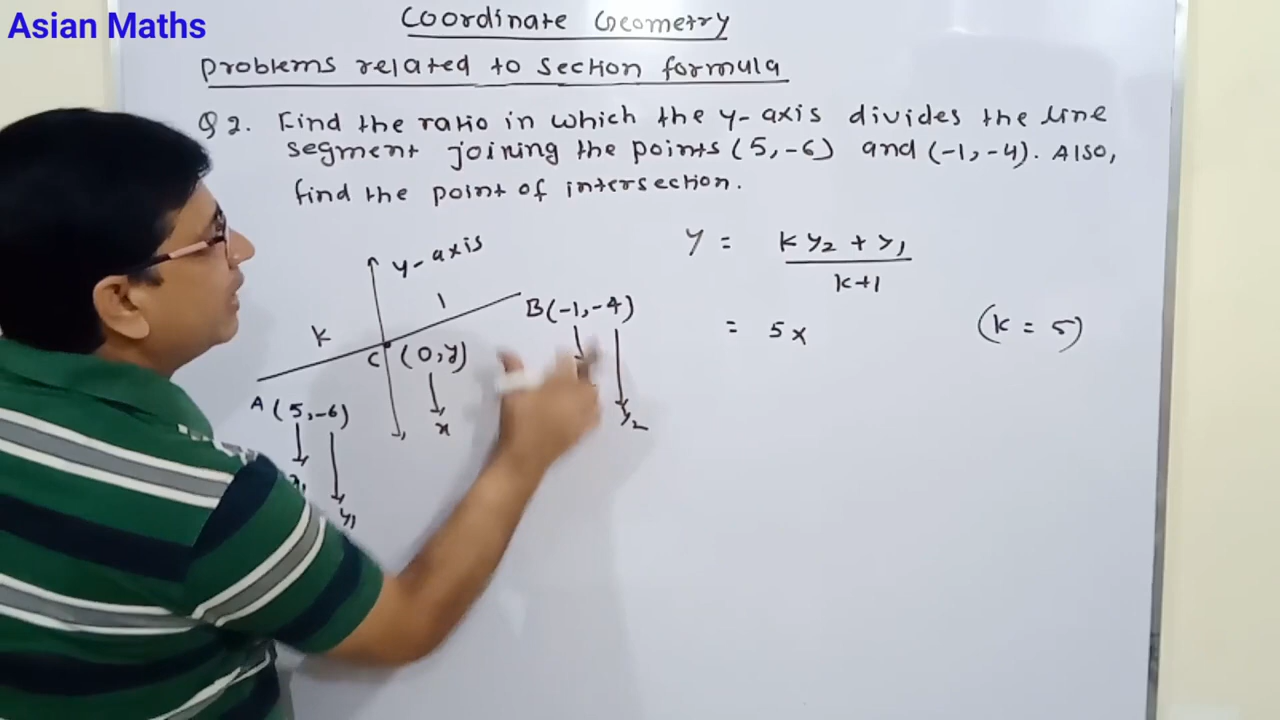 Asian Maths
Coordinate Geometry
Problems related to section formula
Q 2. Find the ratio in which the y-axis divides the line
segment joining the points (5,-6) and (-1,-4). Also,
find the point of intersection.
y-axis
y = k y₂ + y₁
k+1
1
B(-1,-4)
k
= 5x
(k = 5)
C (0,y)
A (5,-6)
x
y₂
y₁